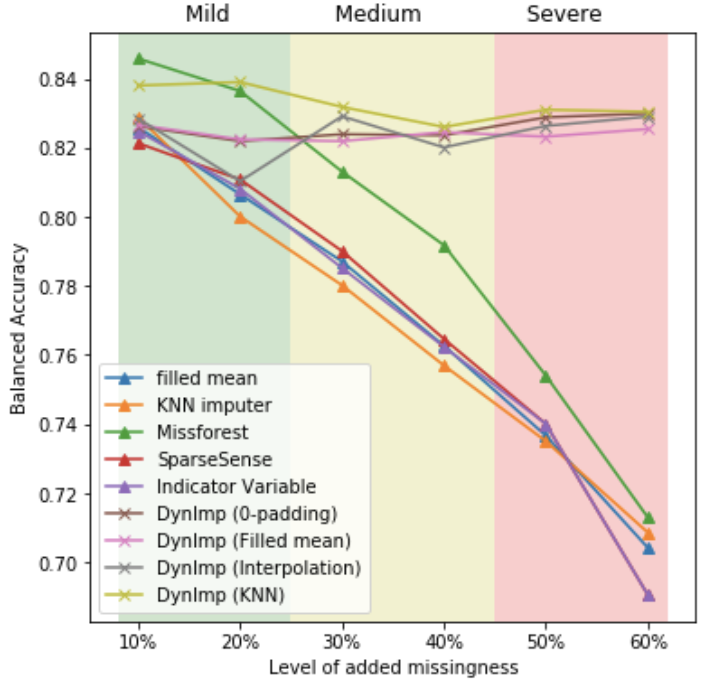 Mild Medium Severe
0.84
0.82
0.80
0.78
0.76
0.74
0.72
0.70
Balanced Accuracy
filled mean
KNN imputer
Missforest
SparseSense
Indicator Variable
DynImp (0-padding)
DynImp (Filled mean)
DynImp (Interpolation)
DynImp (KNN)
10% 20% 30% 40% 50% 60%
Level of added missingness